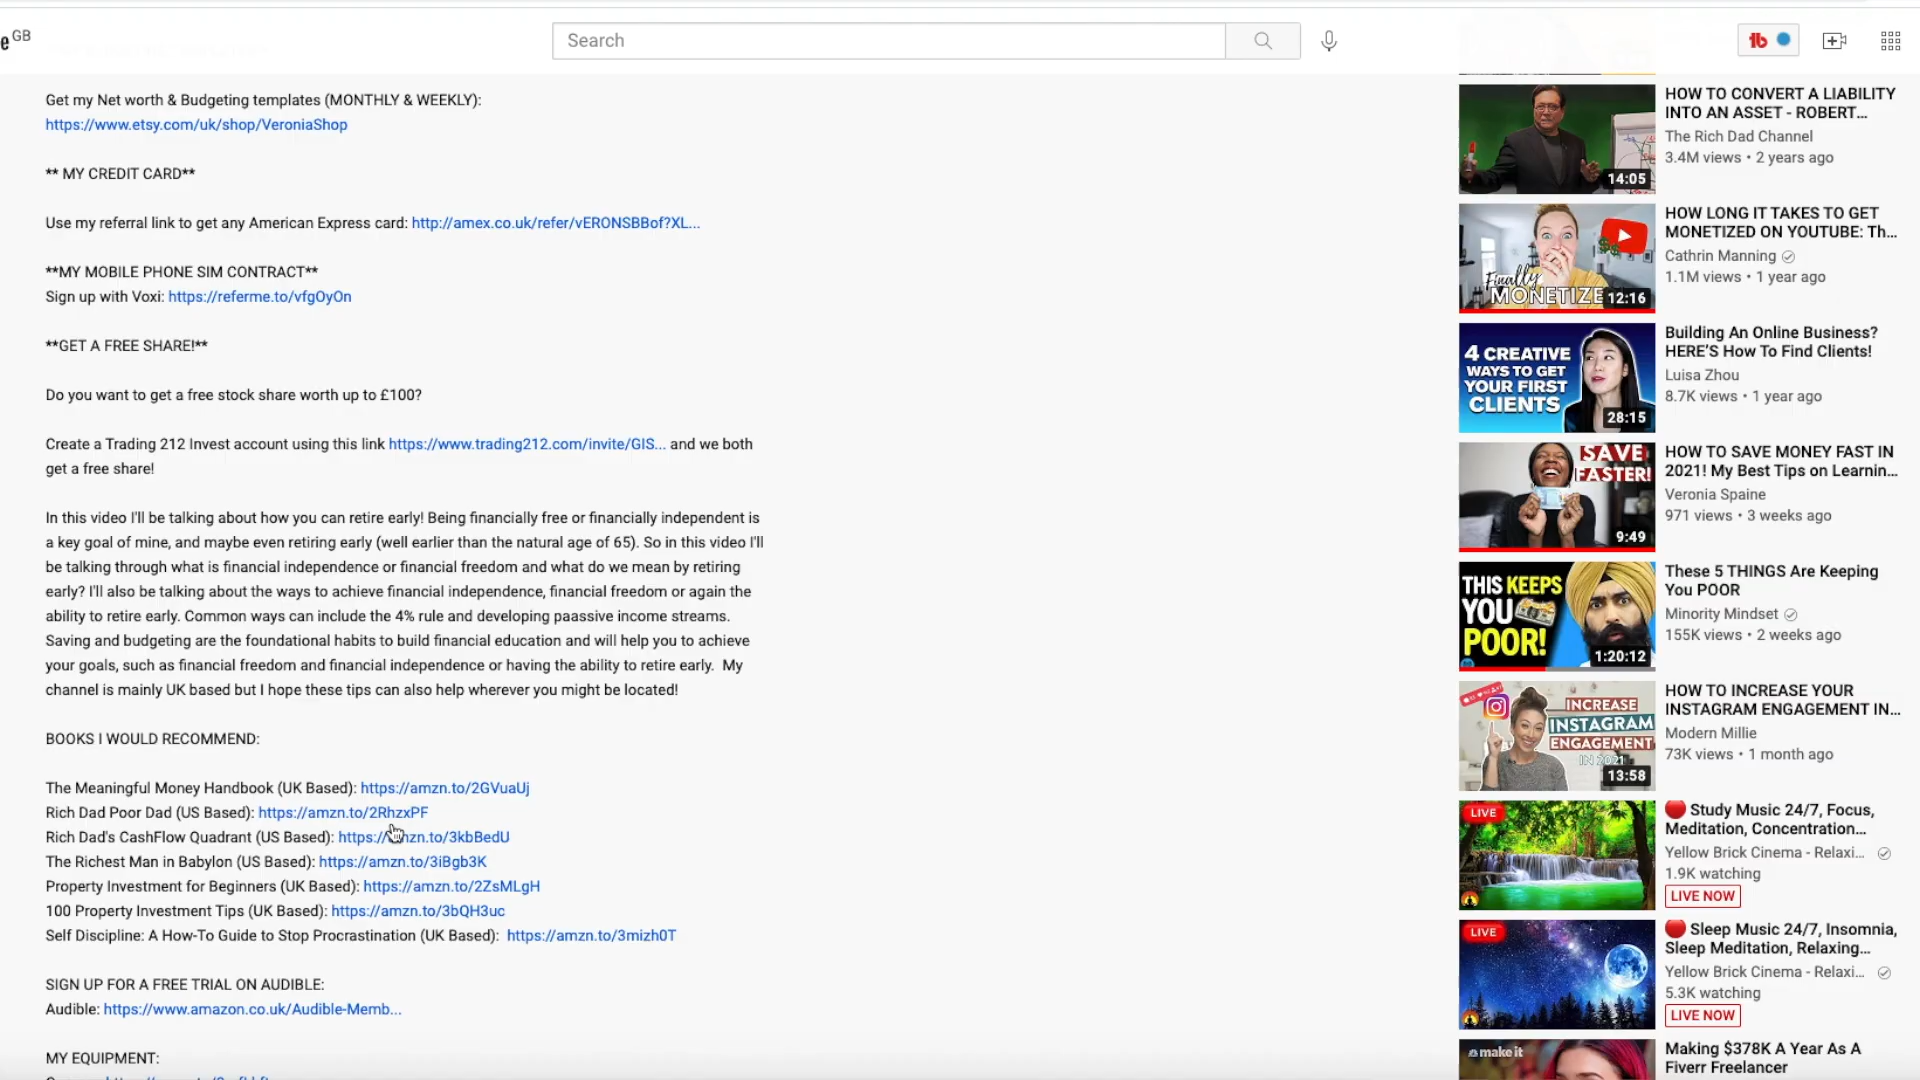 e GB
Search
Get my Net worth & Budgeting templates (MONTHLY & WEEKLY):
https://www.etsy.com/uk/shop/VeroniaShop
** MY CREDIT CARD**
Use my referral link to get any American Express card: http://amex.co.uk/refer/vERONSBBof?XL...
**MY MOBILE PHONE SIM CONTRACT**
Sign up with Voxi: https://referme.to/vfgOyOn
**GET A FREE SHARE!**
Do you want to get a free stock share worth up to £100?
Create a Trading 212 Invest account using this link https://www.trading212.com/invite/GIS... and we both
get a free share!
In this video I'll be talking about how you can retire early! Being financially free or financially independent is
a key goal of mine, and maybe even retiring early (well earlier than the natural age of 65). So in this video I'll
be talking through what is financial independence or financial freedom and what do we mean by retiring
early? I'll also be talking about the ways to achieve financial independence, financial freedom or again the
ability to retire early. Common ways can include the 4% rule and developing paassive income streams.
Saving and budgeting are the foundational habits to build financial education and will help you to achieve
your goals, such as financial freedom and financial independence or having the ability to retire early. My
channel is mainly UK based but I hope these tips can also help wherever you might be located!
BOOKS I WOULD RECOMMEND:
The Meaningful Money Handbook (UK Based): https://amzn.to/2GVuaUj
Rich Dad Poor Dad (US Based): https://amzn.to/2RhzxPF
Rich Dad's CashFlow Quadrant (US Based): https://amzn.to/3kbBedU
The Richest Man in Babylon (US Based): https://amzn.to/3iBgb3K
Property Investment for Beginners (UK Based): https://amzn.to/2ZsMLgH
100 Property Investment Tips (UK Based): https://amzn.to/3bQH3uc
Self Discipline: A How-To Guide to Stop Procrastination (UK Based): https://amzn.to/3mizh0T
SIGN UP FOR A FREE TRIAL ON AUDIBLE:
Audible: https://www.amazon.co.uk/Audible-Memb...
MY EQUIPMENT:
14:05
HOW TO CONVERT A LIABILITY
INTO AN ASSET - ROBERT...
The Rich Dad Channel
3.4M views • 2 years ago
Finally
MONETIZE
12:16
HOW LONG IT TAKES TO GET
MONETIZED ON YOUTUBE: Th...
Cathrin Manning
1.1M views • 1 year ago
4 CREATIVE
WAYS TO GET
YOUR FIRST
CLIENTS
28:15
Building An Online Business?
HERE'S How To Find Clients!
Luisa Zhou
8.7K views • 1 year ago
SAVE
FASTER!
9:49
HOW TO SAVE MONEY FAST IN
2021! My Best Tips on Learnin...
Veronia Spaine
971 views • 3 weeks ago
THIS KEEPS
YOU
POOR!
1:20:12
These 5 THINGS Are Keeping
You POOR
Minority Mindset
155K views • 2 weeks ago
INCREASE
INSTAGRAM
ENGAGEMENT
IN 2021
13:58
HOW TO INCREASE YOUR
INSTAGRAM ENGAGEMENT IN...
Modern Millie
73K views • 1 month ago
LIVE
Study Music 24/7, Focus,
Meditation, Concentration...
Yellow Brick Cinema - Relaxi...
1.9K watching
LIVE NOW
LIVE
Sleep Music 24/7, Insomnia,
Sleep Meditation, Relaxing...
Yellow Brick Cinema - Relaxi...
5.3K watching
LIVE NOW
make it
Making $378K A Year As A
Fiverr Freelancer